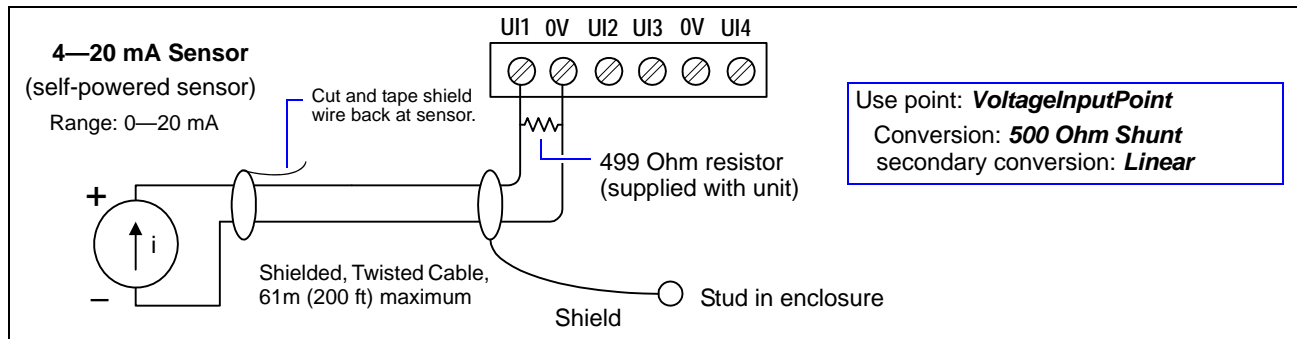 UI1 0V UI2 UI3 0V UI4
4—20 mA Sensor
(self-powered sensor)
Range: 0—20 mA
Cut and tape shield
wire back at sensor.
499 Ohm resistor
(supplied with unit)
Use point: VoltageInputPoint
Conversion: 500 Ohm Shunt
secondary conversion: Linear
+
i
–
Shielded, Twisted Cable,
61m (200 ft) maximum
Shield
Stud in enclosure